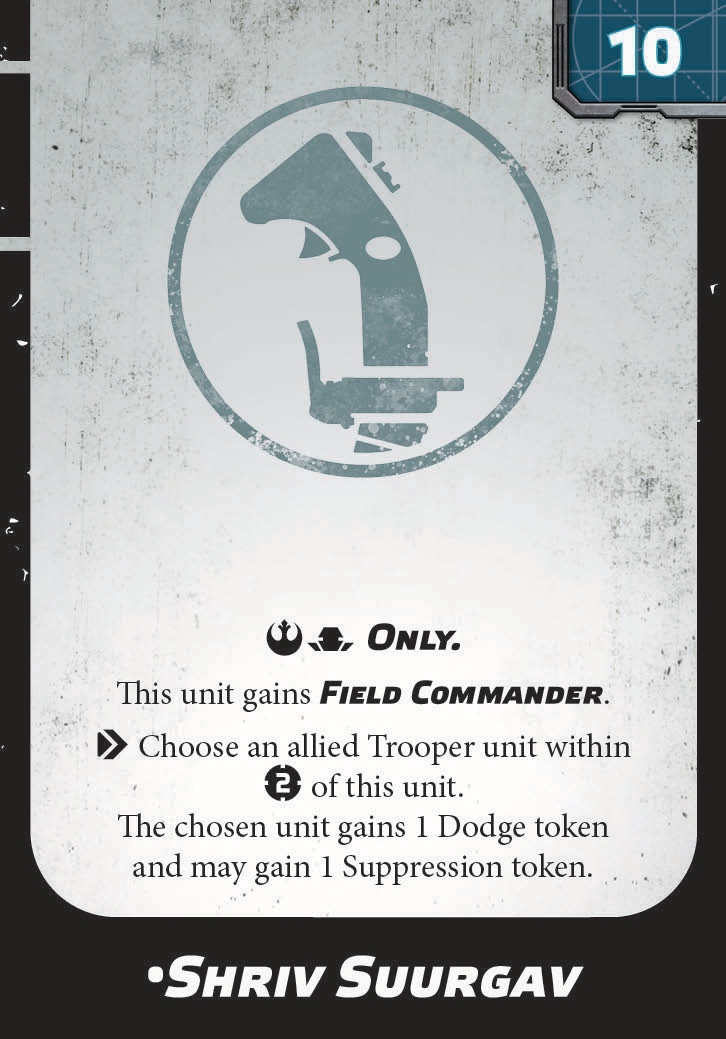 10
Only.
This unit gains Field Commander.
Choose an allied Trooper unit within
2 of this unit.
The chosen unit gains 1 Dodge token
and may gain 1 Suppression token.
•Shriv Suurgav